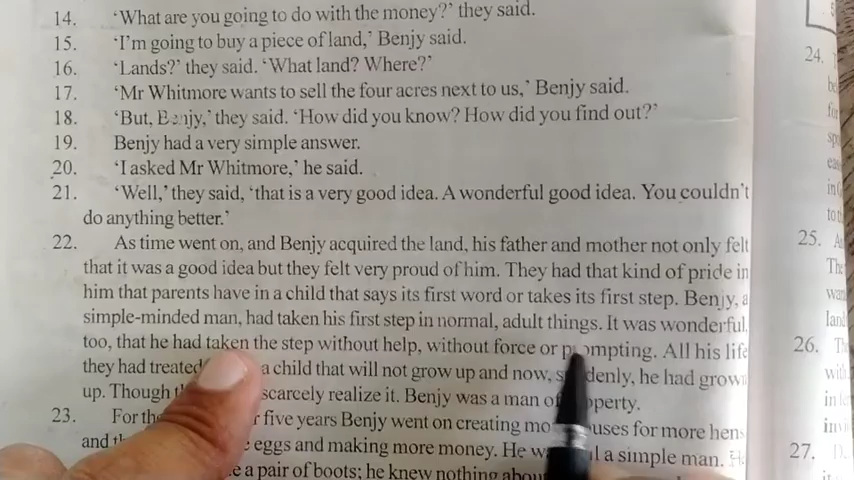 14. ‘What are you going to do with the money?’ they said.
15. ‘I’m going to buy a piece of land,’ Benjy said.
16. ‘Lands?’ they said. ‘What land? Where?’
17. ‘Mr Whitmore wants to sell the four acres next to us,’ Benjy said.
18. ‘But, Benjy,’ they said. ‘How did you know? How did you find out?’
19. Benjy had a very simple answer.
20. ‘I asked Mr Whitmore,’ he said.
21. ‘Well,’ they said, ‘that is a very good idea. A wonderful good idea. You couldn’t
do anything better.’
22. As time went on, and Benjy acquired the land, his father and mother not only felt
that it was a good idea but they felt very proud of him. They had that kind of pride in
him that parents have in a child that says its first word or takes its first step. Benjy, a
simple-minded man, had taken his first step in normal, adult things. It was wonderful,
too, that he had taken the step without help, without force or prompting. All his life
they had treated a child that will not grow up and now, suddenly, he had grown
up. Though scarcely realize it. Benjy was a man of property.
23. For five years Benjy went on creating houses for more hens
and eggs and making more money. He a simple man. He
a pair of boots; he knew nothing
24.
25.
The
land
26.
with
27.